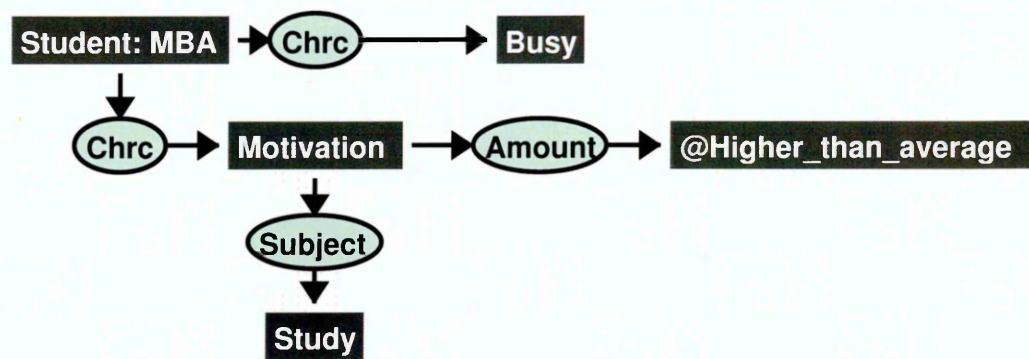 Student: MBA Chrc Busy
Chrc Motivation Amount @Higher_than_average
Subject
Study